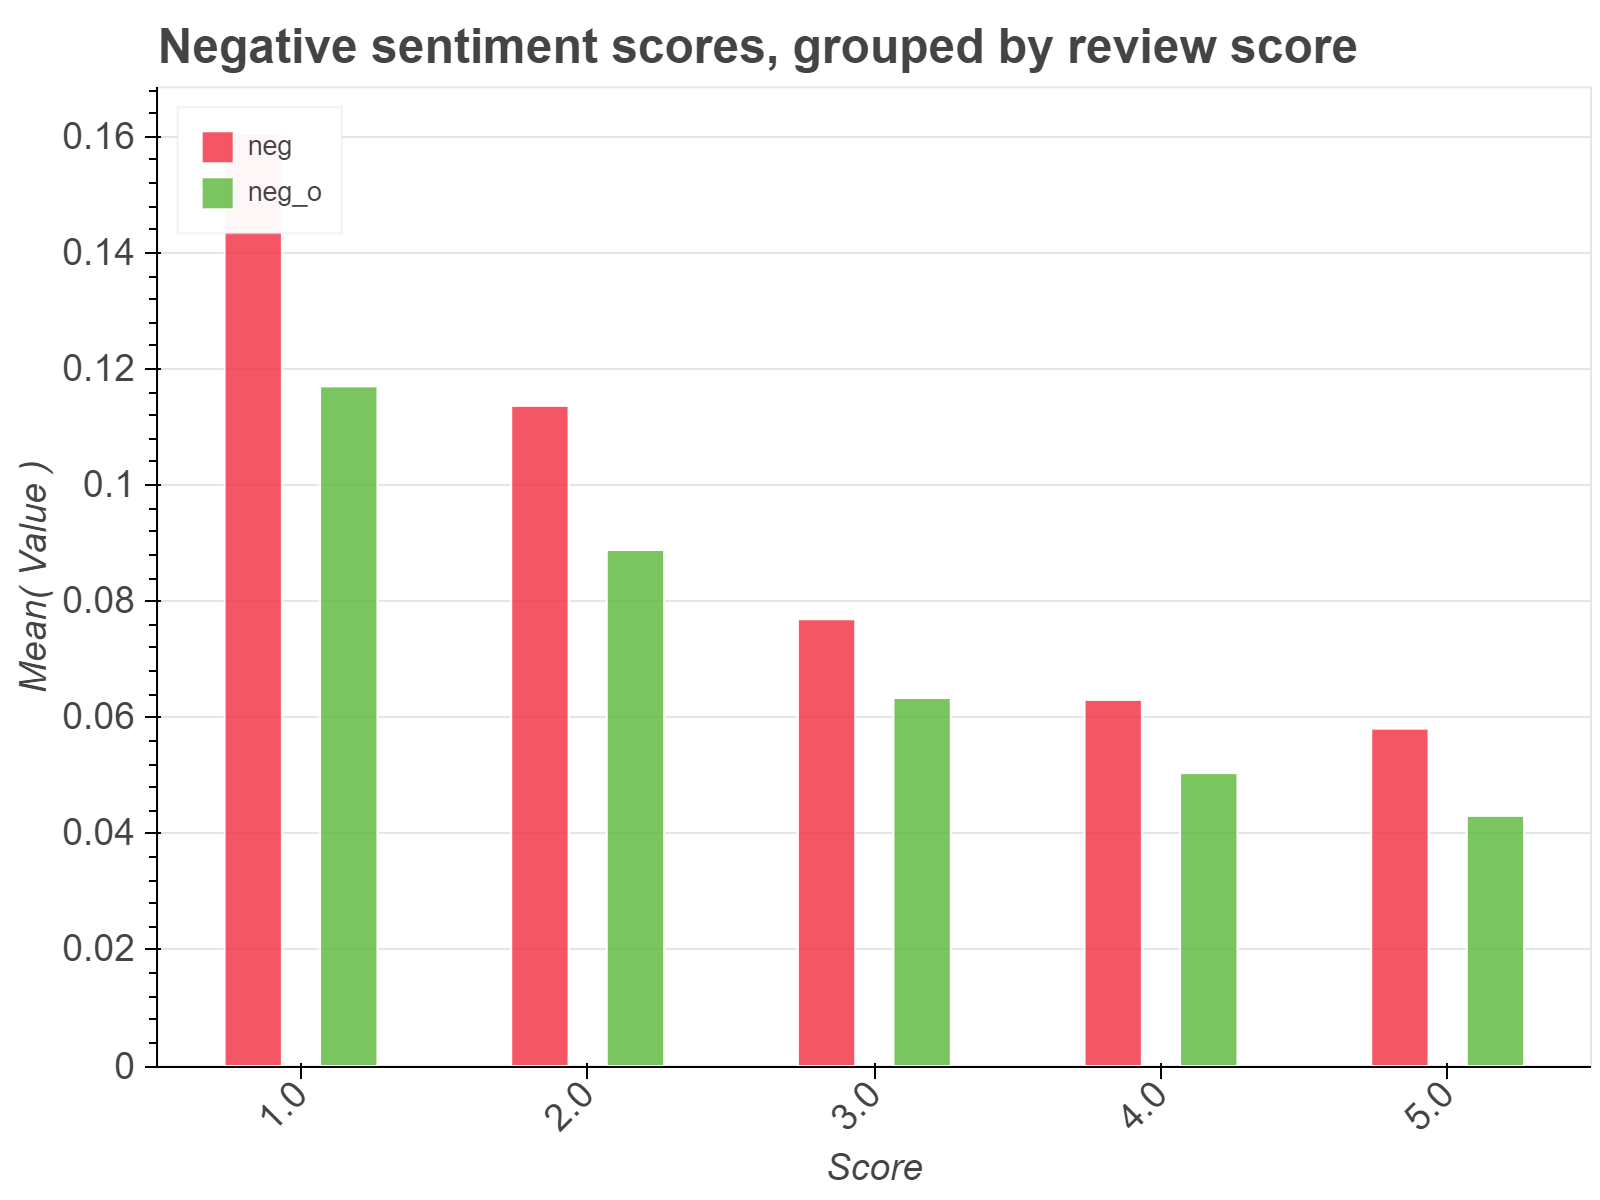 Negative sentiment scores, grouped by review score
neg
neg_o
0.16
0.14
0.12
0.1
0.08
0.06
0.04
0.02
0
Mean( Value )
1.0
2.0
3.0
4.0
5.0
Score